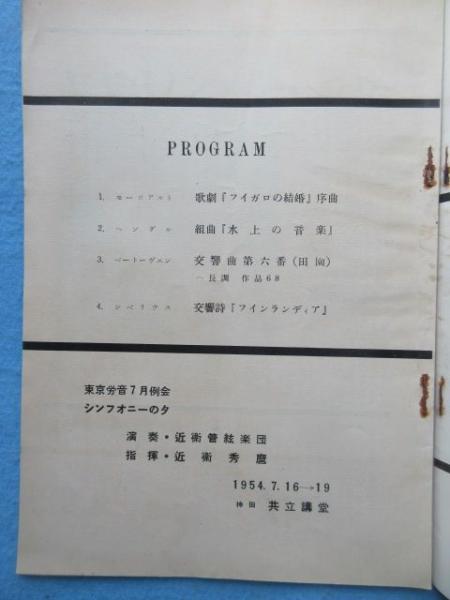 PROGRAM
1. モーツアルト 歌劇『フイガロの結婚』序曲
2. ヘンデル 組曲『水上の音楽』
3. ベートーヴエン 交響曲第六番(田園)
ヘ長調 作品68
4. シベリウス 交響詩『フインランディア』
東京労音7月例会
シンフオニーの夕
演奏・近衛管絃楽団
指揮・近衛秀麿
1954.7.16→19
神田 共立講堂